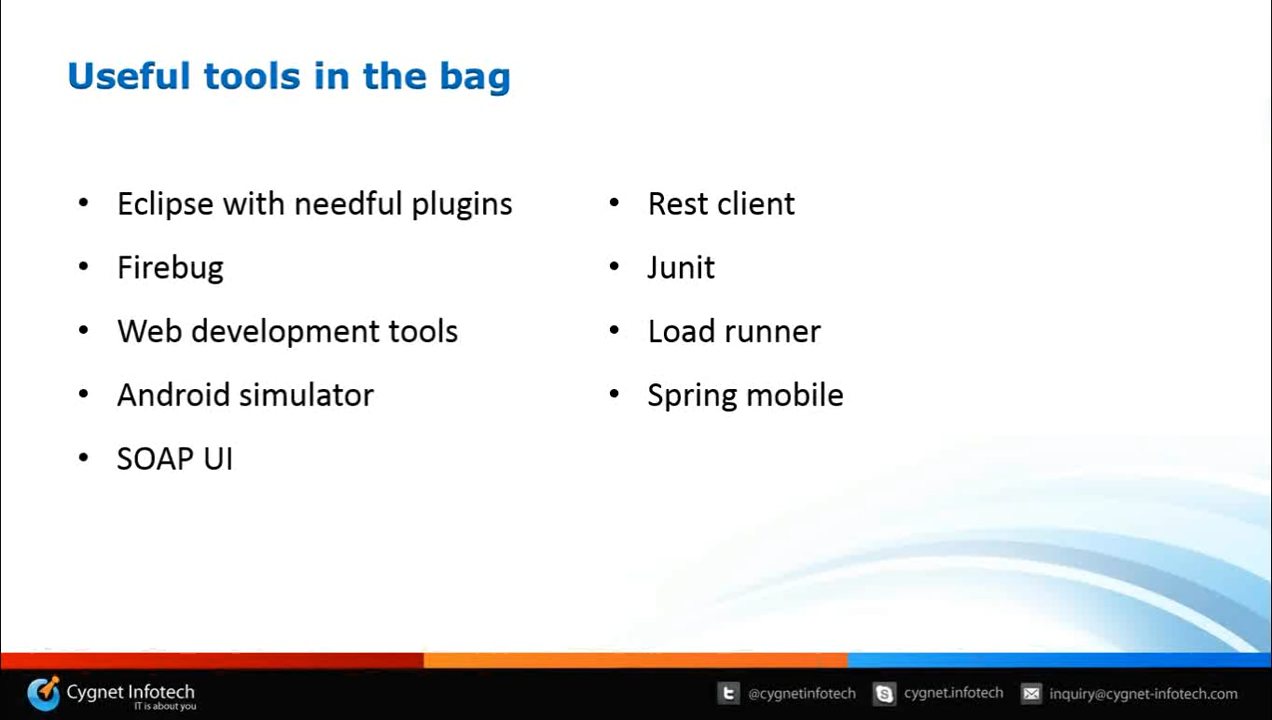 Useful tools in the bag
• Eclipse with needful plugins
• Firebug
• Web development tools
• Android simulator
• SOAP UI
• Rest client
• Junit
• Load runner
• Spring mobile
Cygnet Infotech
IT is about you
@cygnetinfotech
cygnet.infotech
inquiry@cygnet-infotech.com